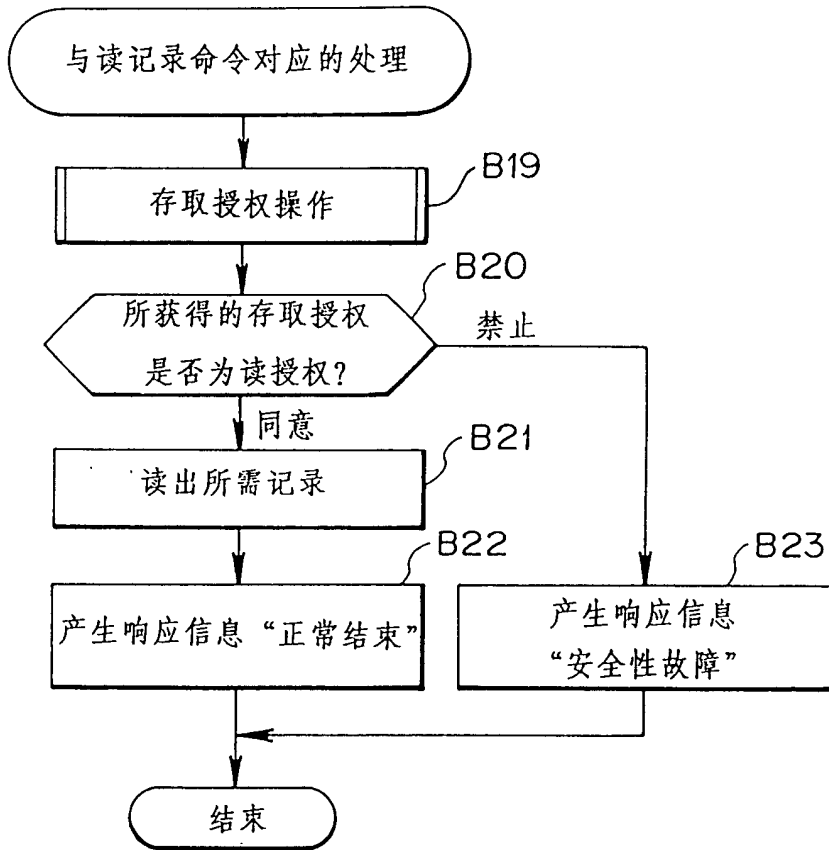 与读记录命令对应的处理
B19
存取授权操作
B20
所获得的存取授权
是否为读授权?
禁止
同意
B21
读出所需记录
B22
产生响应信息“正常结束”
B23
产生响应信息
“安全性故障”
结束